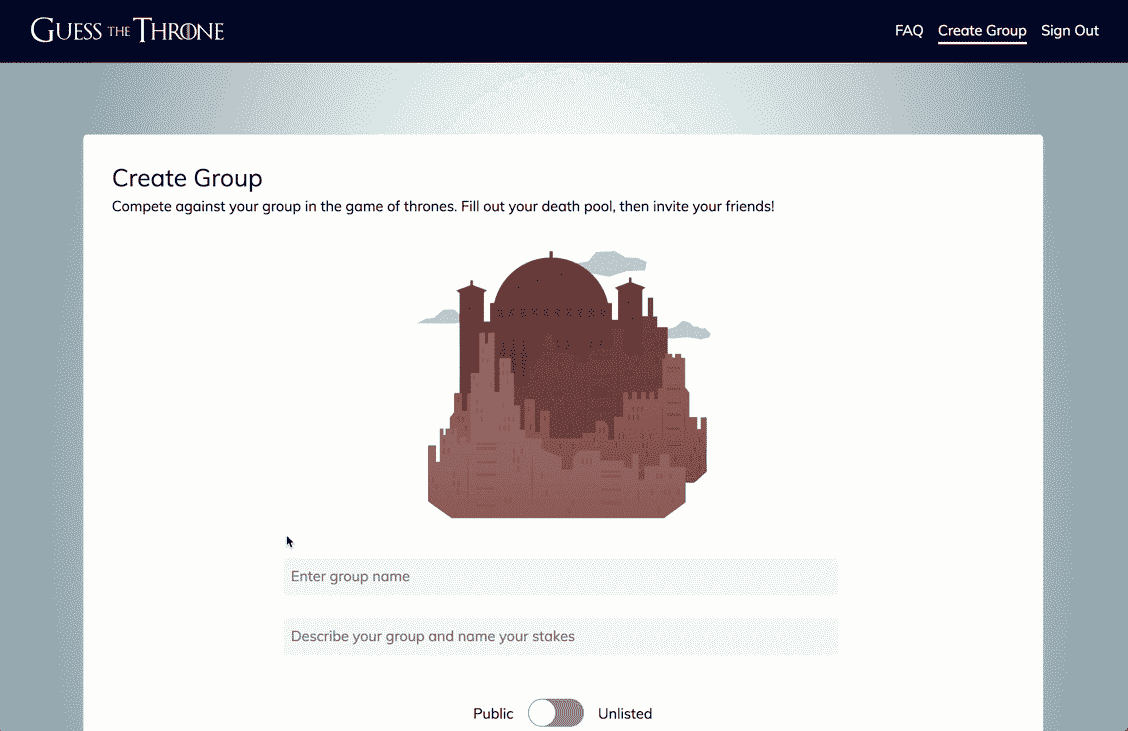 GUESS THE THRONE
FAQ
Create Group
Sign Out
Create Group
Compete against your group in the game of thrones. Fill out your death pool, then invite your friends!
Enter group name
Describe your group and name your stakes
Public
Unlisted